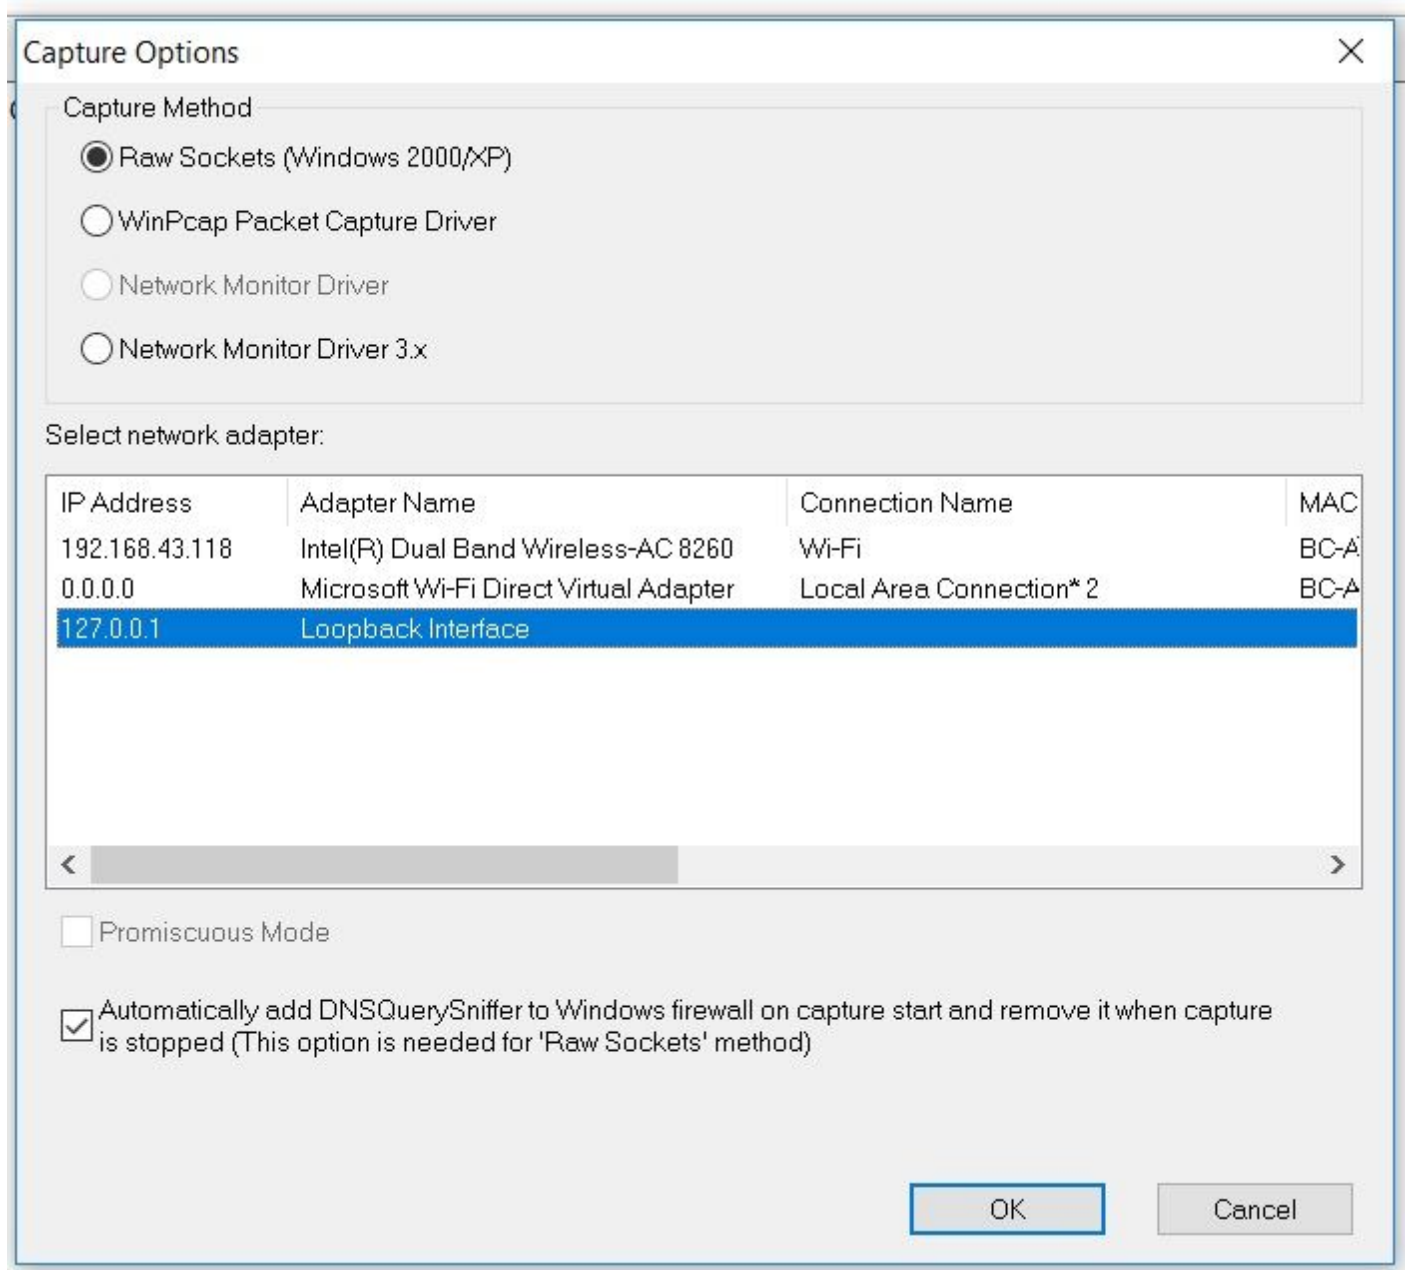 Capture Options
Capture Method
Raw Sockets (Windows 2000/XP)
WinPcap Packet Capture Driver
Network Monitor Driver
Network Monitor Driver 3.x
Select network adapter:
IP Address Adapter Name Connection Name MAC
192.168.43.118 Intel(R) Dual Band Wireless-AC 8260 Wi-Fi BC-A
0.0.0.0 Microsoft Wi-Fi Direct Virtual Adapter Local Area Connection* 2 BC-A
127.0.0.1 Loopback Interface
Promiscuous Mode
Automatically add DNSQuerySniffer to Windows firewall on capture start and remove it when capture
is stopped (This option is needed for 'Raw Sockets' method)
OK Cancel